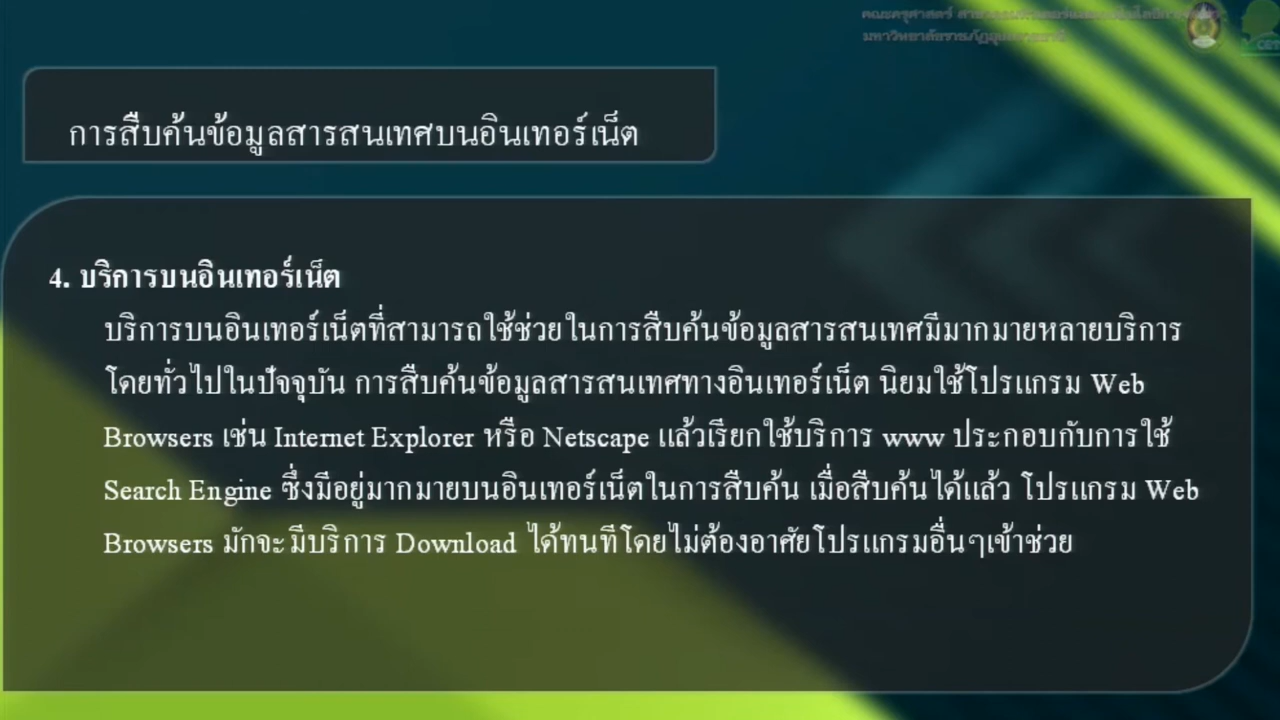 คณะครุศาสตร์
การสืบค้นข้อมูลสารสนเทศบนอินเทอร์เน็ต
4. บริการบนอินเทอร์เน็ต
บริการบนอินเทอร์เน็ตที่สามารถใช้ช่วยในการสืบค้นข้อมูลสารสนเทศมีมากมายหลายบริการ
โดยทั่วไปในปัจจุบัน การสืบค้นข้อมูลสารสนเทศทางอินเทอร์เน็ต นิยมใช้โปรแกรม Web
Browsers เช่น Internet Explorer หรือ Netscape แล้วเรียกใช้บริการ www ประกอบกับการใช้
Search Engine ซึ่งมีอยู่มากมายบนอินเทอร์เน็ตในการสืบค้น เมื่อสืบค้นได้แล้ว โปรแกรม Web
Browsers มักจะมีบริการ Download ได้ทันทีโดยไม่ต้องอาศัยโปรแกรมอื่นๆเข้าช่วย